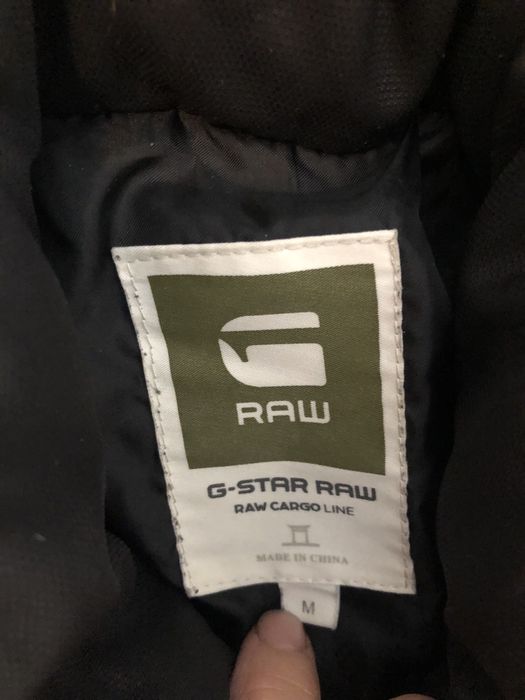 G
RAW
G-STAR RAW
RAW CARGO LINE
MADE IN CHINA
M